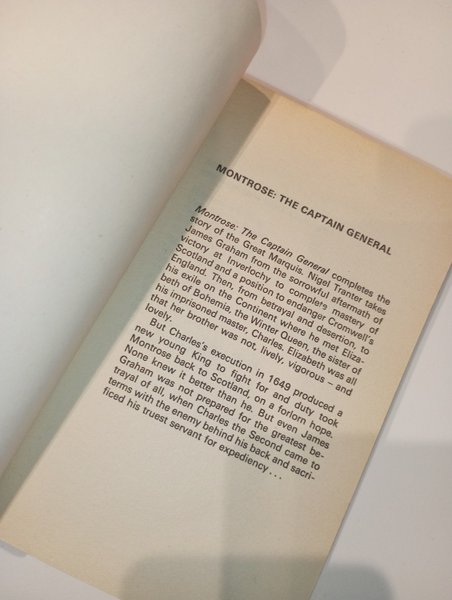 MONTROSE: THE CAPTAIN GENERAL
Montrose: The Captain General completes the
story of the Great Marquis. Nigel Tranter takes
James Graham from the sorrowful aftermath of
victory at Inverlochy to complete mastery of
Scotland and a position to endanger Cromwell's
England. Then, from betrayal and desertion, to
his exile on the Continent where he met Eliza-
beth of Bohemia, the Winter Queen, the sister of
his imprisoned master, Charles. Elizabeth was all
that her brother was not, lively, vigorous – and
lovely.
But Charles's execution in 1649 produced a
new young King to fight for and duty took
Montrose back to Scotland, on a forlorn hope.
None knew it better than he. But even James
Graham was not prepared for the greatest be-
trayal of all, when Charles the Second came to
terms with the enemy behind his back and sacri-
ficed his truest servant for expediency . . .